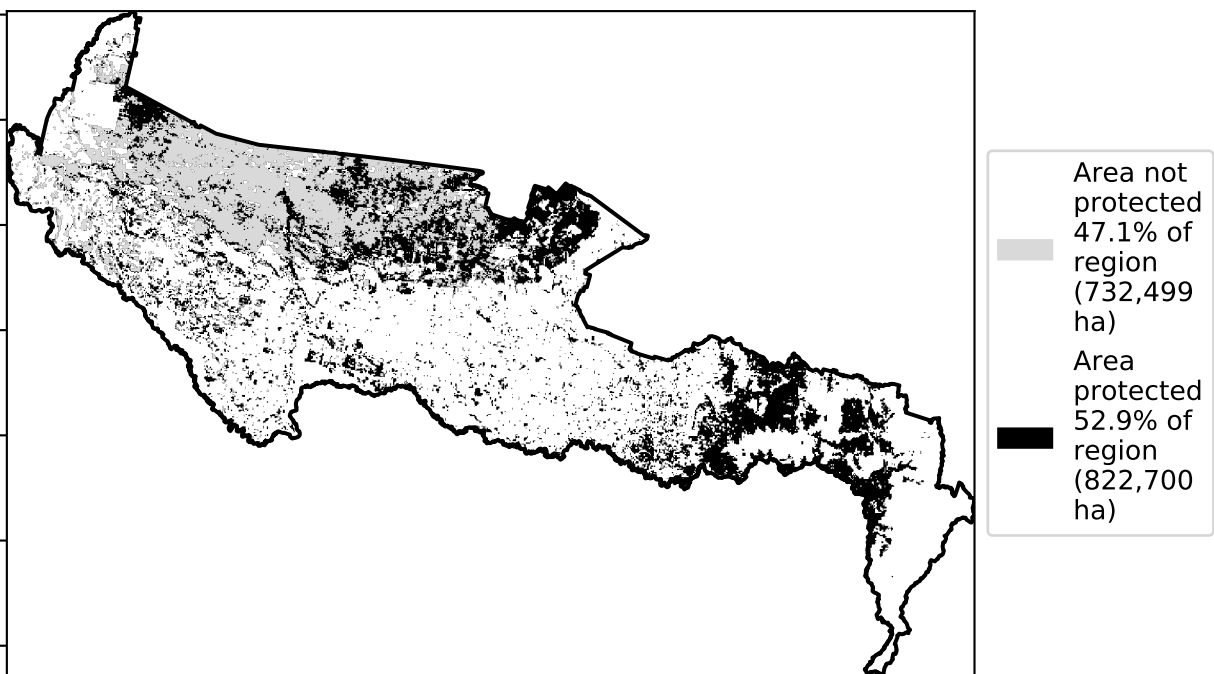 Area not
protected
47.1% of
region
(732,499
ha)
Area
protected
52.9% of
region
(822,700
ha)